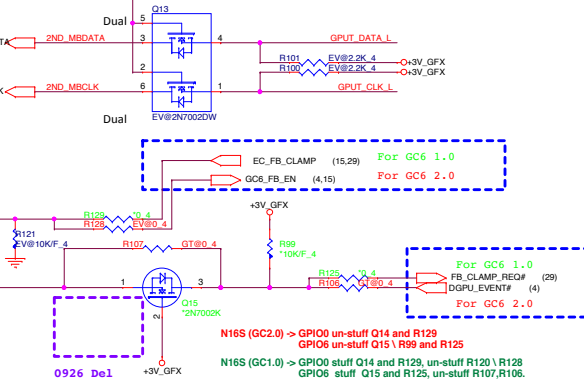 Q13
Dual
5
TA
2ND_MBDATA
3
4
GPUT_DATA_L
R101
EV@2.2K_4
+3V_GFX
R100
EV@2.2K_4
+3V_GFX
2
K
2ND_MBCLK
6
1
GPUT_CLK_L
EV@2N7002DW
Dual
EC_FB_CLAMP (15,29) For GC6 1.0
GC6_FB_EN (4,15) For GC6 2.0
+3V_GFX
R129
*0_4
R128
EV@0_4
R121
EV@10K/F_4
R107
GT@0_4
R99
*10K/F_4
For GC6 1.0
R125
*0_4
FB_CLAMP_REQ# (29)
R106
GT@0_4
DGPU_EVENT# (4)
For GC6 2.0
1
3
Q15
*2N7002K
2
+3V_GFX
0926 Del
N16S (GC2.0) -> GPIO0 un-stuff Q14 and R129
GPIO6 un-stuff Q15 \ R99 and R125
N16S (GC1.0) -> GPIO0 stuff Q14 and R129, un-stuff R120 \ R128
GPIO6 stuff Q15 and R125, un-stuff R107,R106.